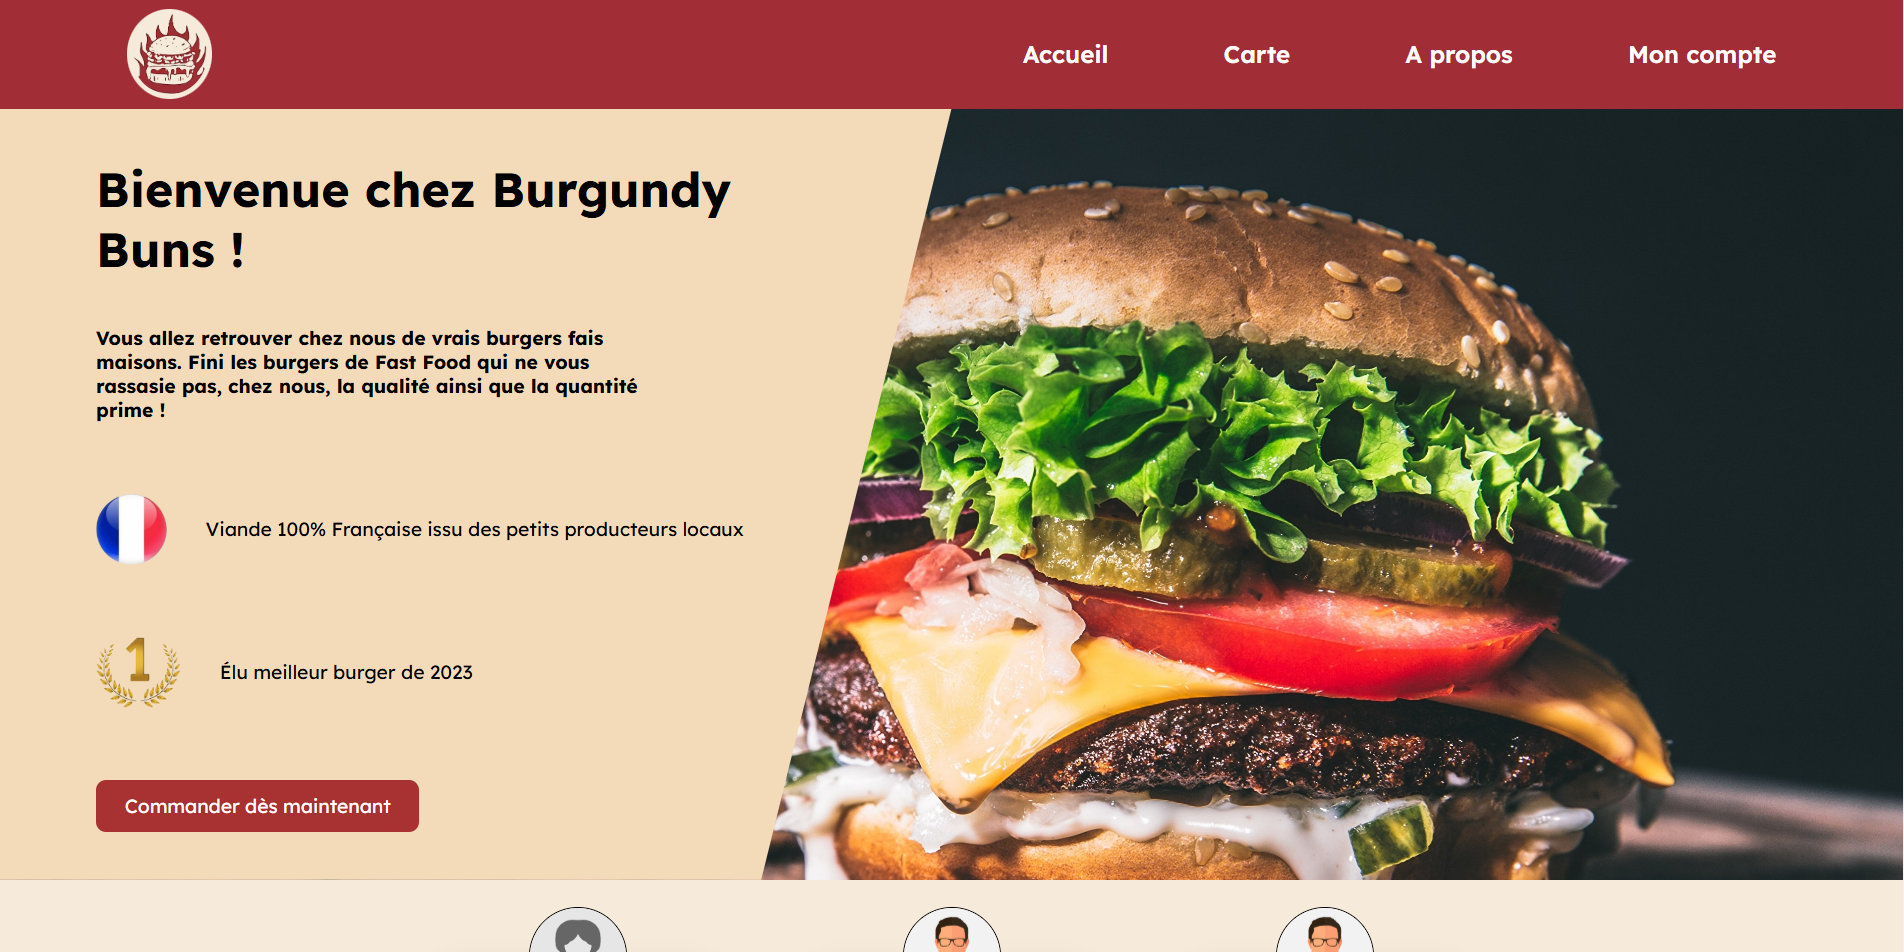 Accueil Carte A propos Mon compte
Bienvenue chez Burgundy
Buns !
Vous allez retrouver chez nous de vrais burgers fais
maisons. Fini les burgers de Fast Food qui ne vous
rassasie pas, chez nous, la qualité ainsi que la quantité
prime !
Viande 100% Française issu des petits producteurs locaux
1
Élu meilleur burger de 2023
Commander dès maintenant